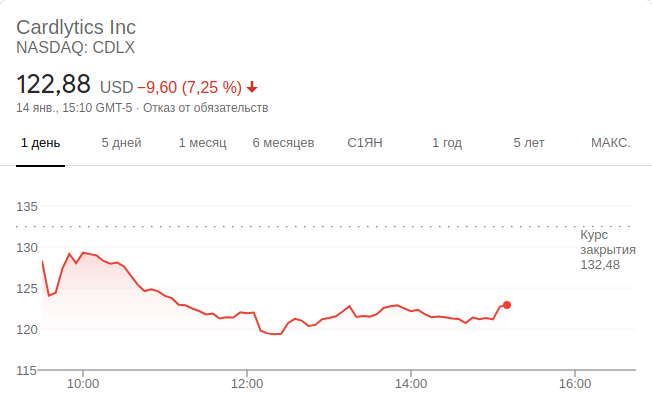 Cardlytics Inc
NASDAQ: CDLX
122,88 USD −9,60 (7,25 %)
14 янв., 15:10 GMT-5 · Отказ от обязательств
1 день 5 дней 1 месяц 6 месяцев С1ЯН 1 год 5 лет МАКС.
135
Курс
закрытия
132,48
130
125
120
115
10:00 12:00 14:00 16:00